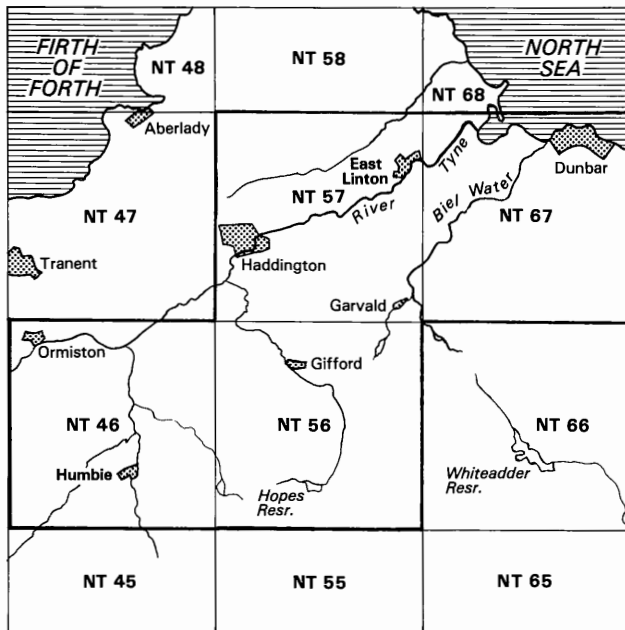 FIRTH
OF
FORTH
NT 48
NT 58
NORTH
SEA
NT 68
Aberlady
East
Linton
Tyne
Dunbar
NT 57
River
Biel Water
NT 47
NT 67
Tranent
Haddington
Garvald
Ormiston
Gifford
NT 46
NT 56
NT 66
Humbie
Hopes
Resr.
Whiteadder
Resr.
NT 45
NT 55
NT 65